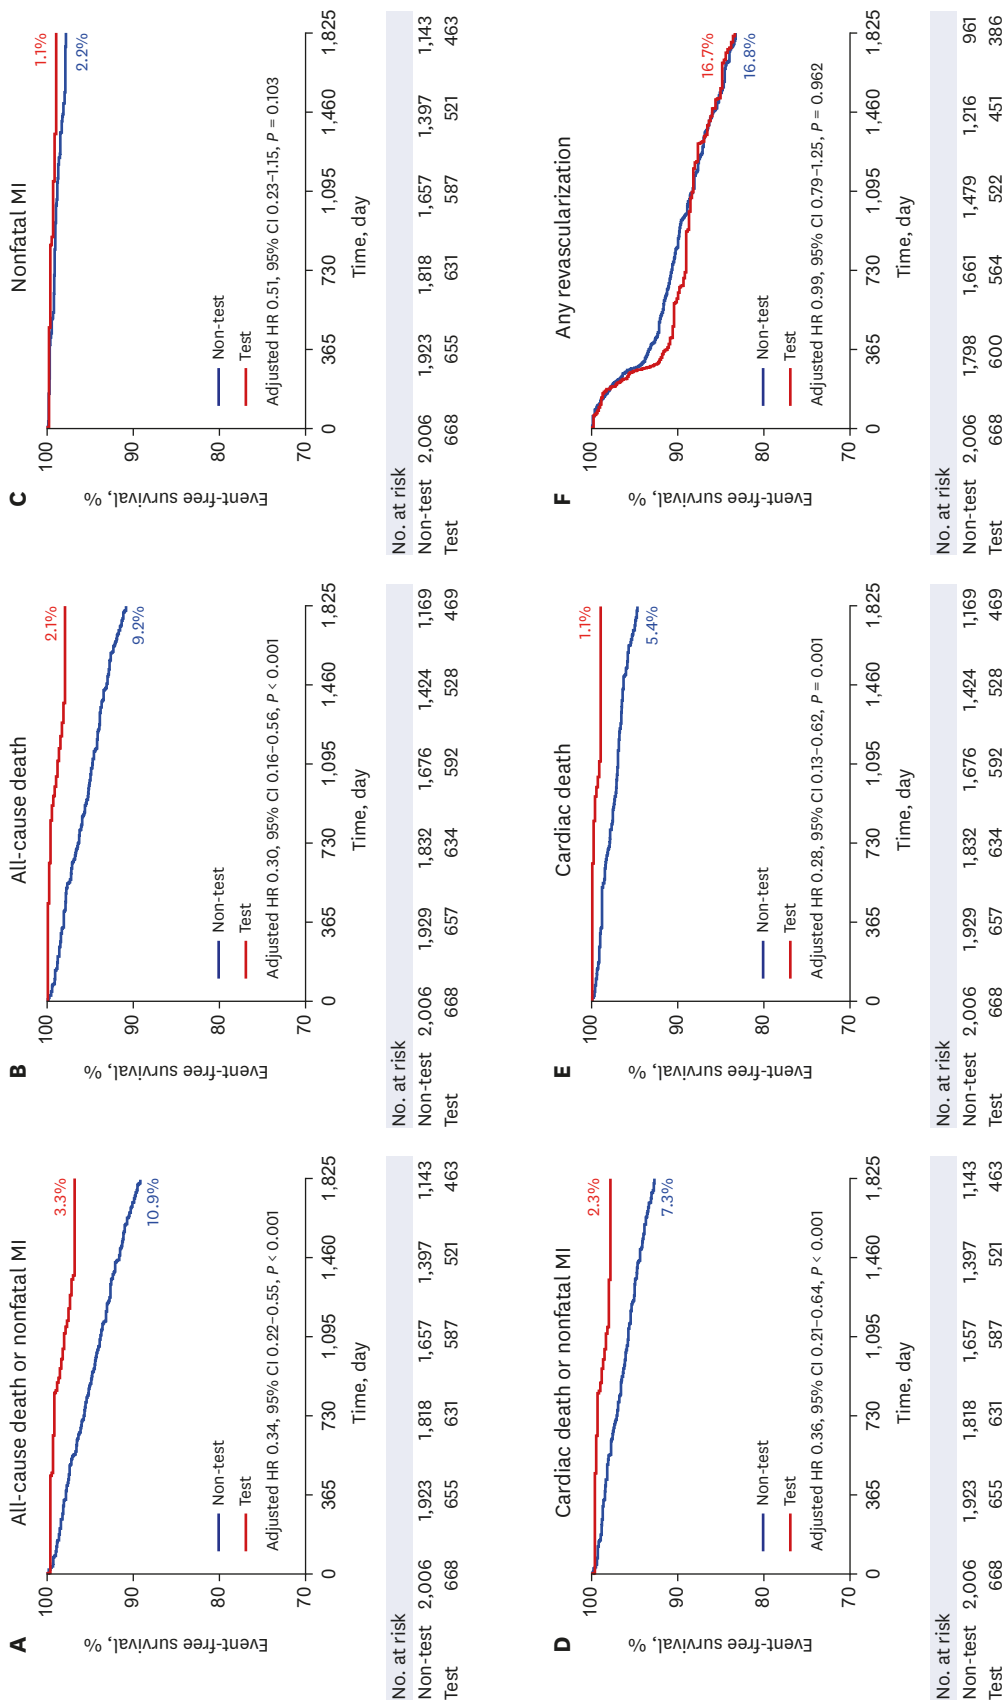 A
All-cause death or nonfatal MI
Event-free survival, %
100
90
80
70
3.3%
10.9%
Non-test
Test
Adjusted HR 0.34, 95% CI 0.22–0.55, P < 0.001
0 365 730 1,095 1,460 1,825
Time, day
No. at risk
Non-test 2,006 1,923 1,818 1,657 1,397 1,143
Test 668 655 631 587 521 463
B
All-cause death
Event-free survival, %
100
90
80
70
2.1%
9.2%
Non-test
Test
Adjusted HR 0.30, 95% CI 0.16–0.56, P < 0.001
0 365 730 1,095 1,460 1,825
Time, day
No. at risk
Non-test 2,006 1,929 1,832 1,676 1,424 1,169
Test 668 657 634 592 528 469
C
Nonfatal MI
Event-free survival, %
100
90
80
70
1.1%
2.2%
Non-test
Test
Adjusted HR 0.51, 95% CI 0.23–1.15, P = 0.103
0 365 730 1,095 1,460 1,825
Time, day
No. at risk
Non-test 2,006 1,923 1,818 1,657 1,397 1,143
Test 668 655 631 587 521 463
D
Cardiac death or nonfatal MI
Event-free survival, %
100
90
80
70
2.3%
7.3%
Non-test
Test
Adjusted HR 0.36, 95% CI 0.21–0.64, P < 0.001
0 365 730 1,095 1,460 1,825
Time, day
No. at risk
Non-test 2,006 1,923 1,818 1,657 1,397 1,143
Test 668 655 631 587 521 463
E
Cardiac death
Event-free survival, %
100
90
80
70
1.1%
5.4%
Non-test
Test
Adjusted HR 0.28, 95% CI 0.13–0.62, P = 0.001
0 365 730 1,095 1,460 1,825
Time, day
No. at risk
Non-test 2,006 1,929 1,832 1,676 1,424 1,169
Test 668 657 634 592 528 469
F
Any revascularization
Event-free survival, %
100
90
80
70
16.7%
16.8%
Non-test
Test
Adjusted HR 0.99, 95% CI 0.79–1.25, P = 0.962
0 365 730 1,095 1,460 1,825
Time, day
No. at risk
Non-test 2,006 1,798 1,661 1,479 1,216 961
Test 668 600 564 522 451 386